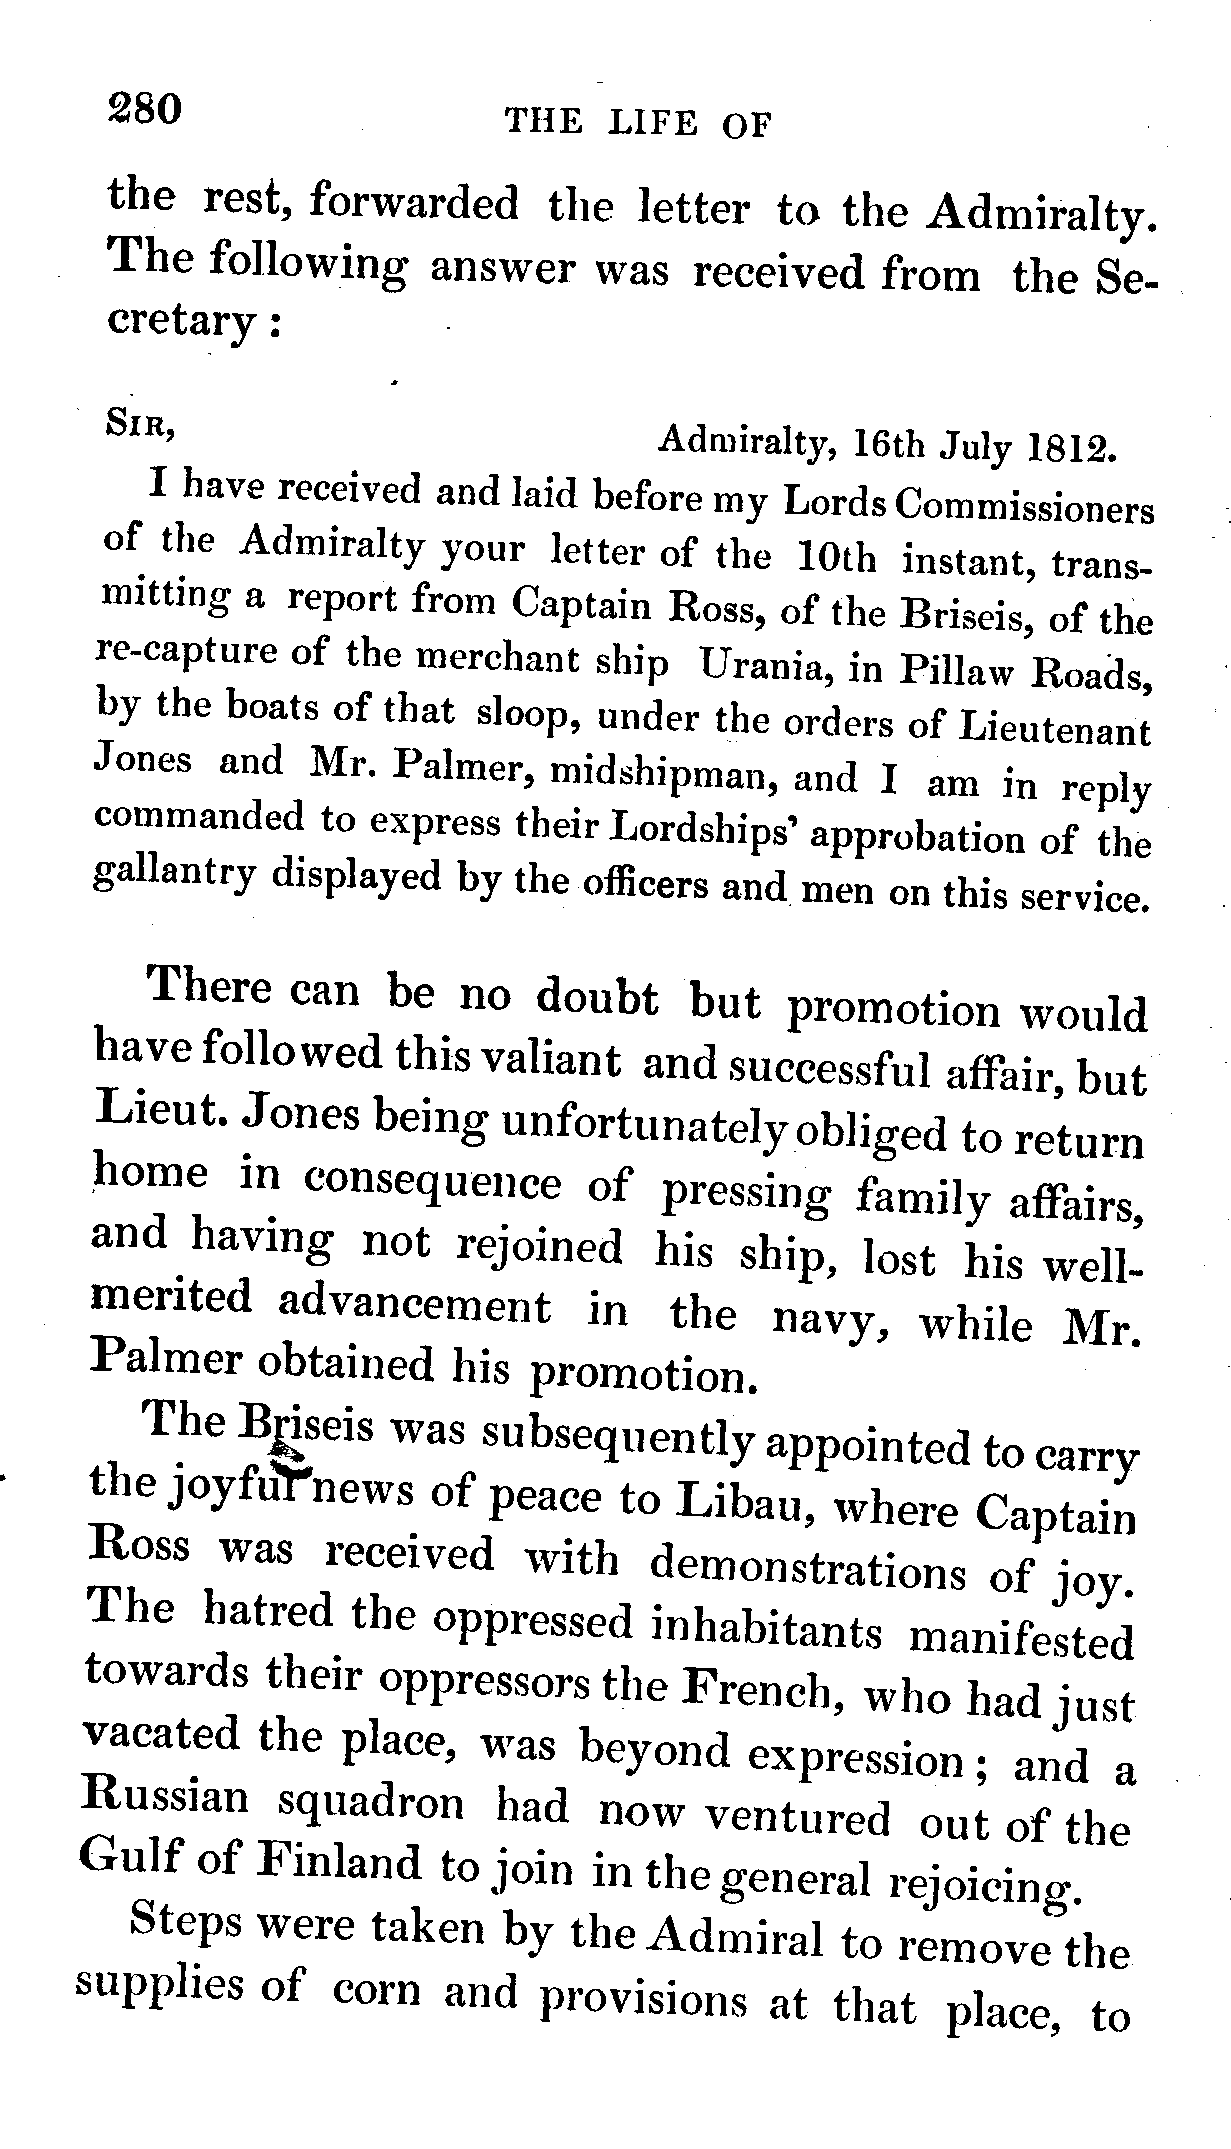 280
THE LIFE OF
the rest, forwarded the letter to the Admiralty.
The following answer was received from the Se-
cretary :
SIR,
Admiralty, 16th July 1812.
I have received and laid before my Lords Commissioners
of the Admiralty your letter of the 10th instant, trans-
mitting a report from Captain Ross, of the Briseis, of the
re-capture of the merchant ship Urania, in Pillaw Roads,
by the boats of that sloop, under the orders of Lieutenant
Jones and Mr. Palmer, midshipman, and I am in reply
commanded to express their Lordships' approbation of the
gallantry displayed by the officers and men on this service.
There can be no doubt but promotion would
have followed this valiant and successful affair, but
Lieut. Jones being unfortunately obliged to return
home in consequence of pressing family affairs,
and having not rejoined his ship, lost his well-
merited advancement in the navy, while Mr.
Palmer obtained his promotion.
The Briseis was subsequently appointed to carry
the joyful news of peace to Libau, where Captain
Ross was received with demonstrations of joy.
The hatred the oppressed inhabitants manifested
towards their oppressors the French, who had just
vacated the place, was beyond expression ; and a
Russian squadron had now ventured out of the
Gulf of Finland to join in the general rejoicing.
Steps were taken by the Admiral to remove the
supplies of corn and provisions at that place, to